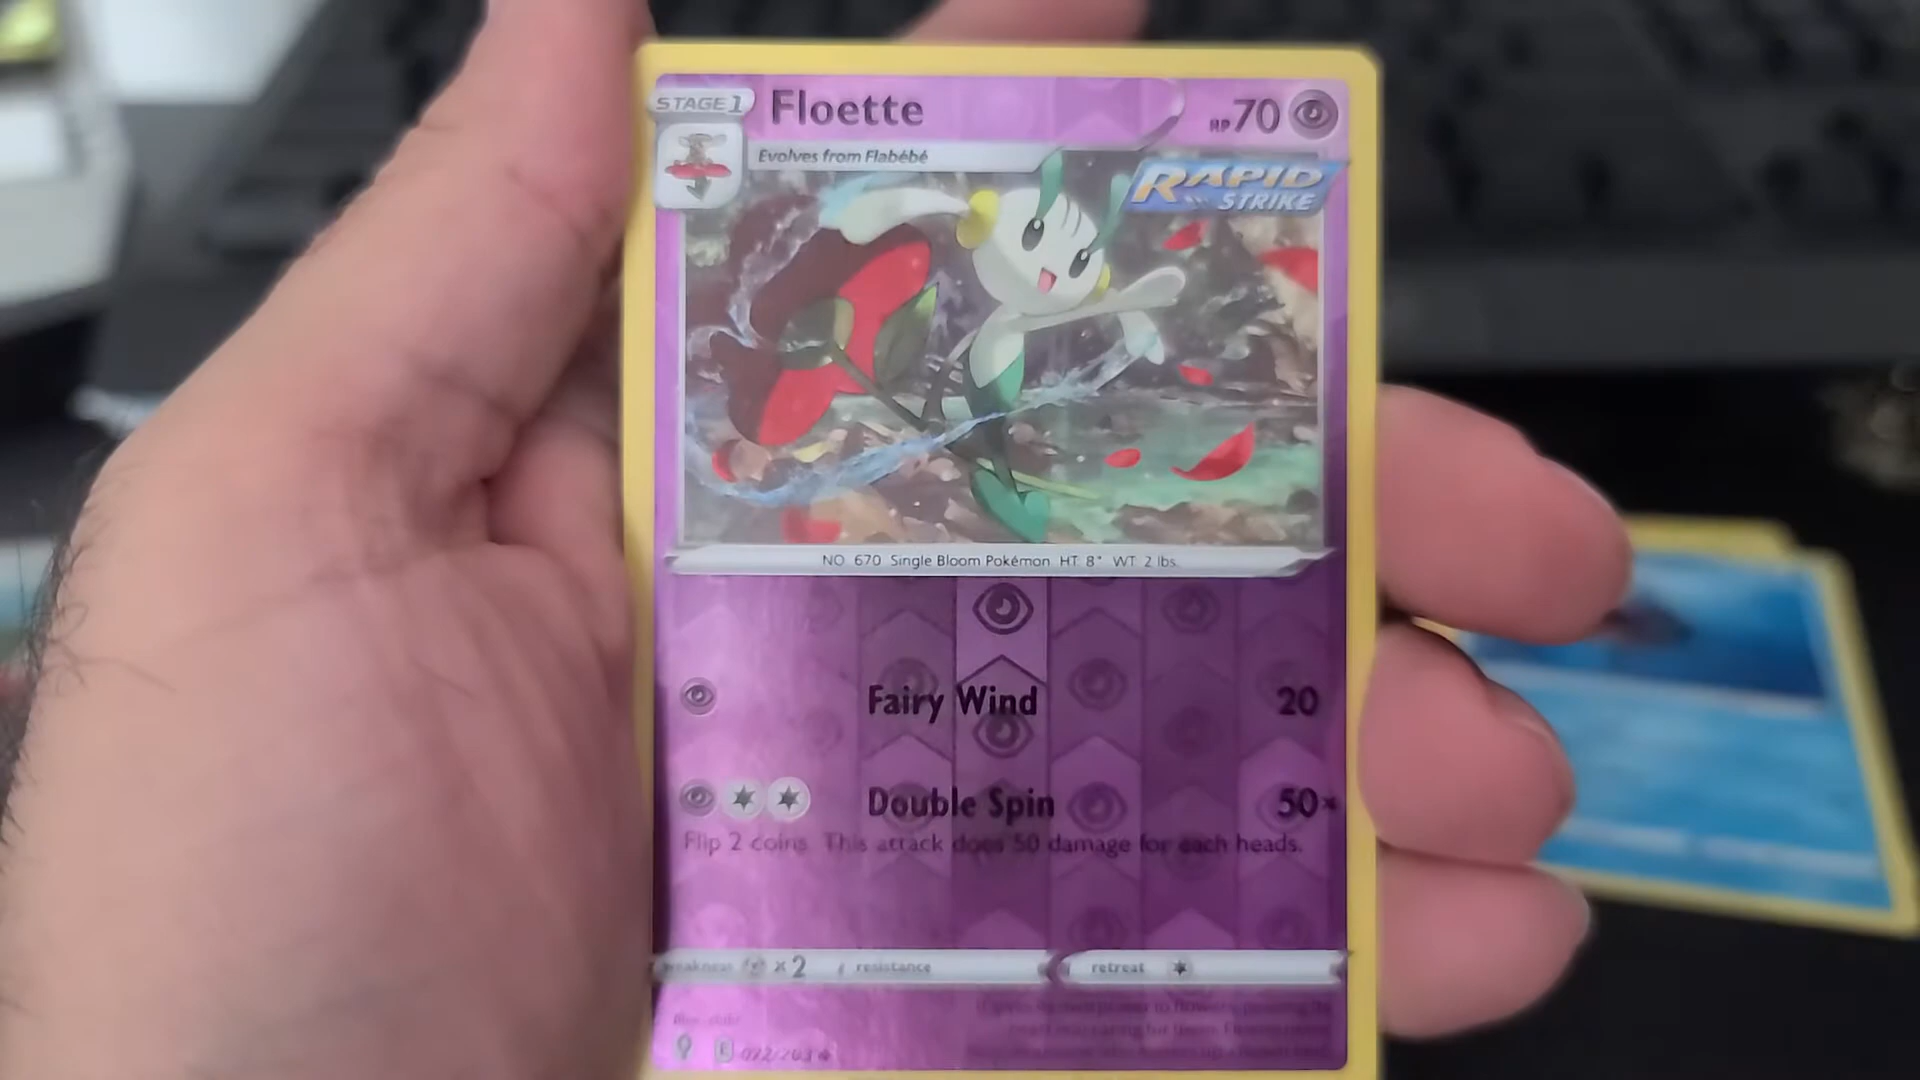 STAGE 1
Floette
HP 70
Evolves from Flabébé
RAPID
STRIKE
NO. 670 Single Bloom Pokémon HT: 8" WT: 2 lbs.
Fairy Wind 20
Double Spin 50×
Flip 2 coins. This attack does 50 damage for each heads.
weakness ×2 resistance retreat
072/203